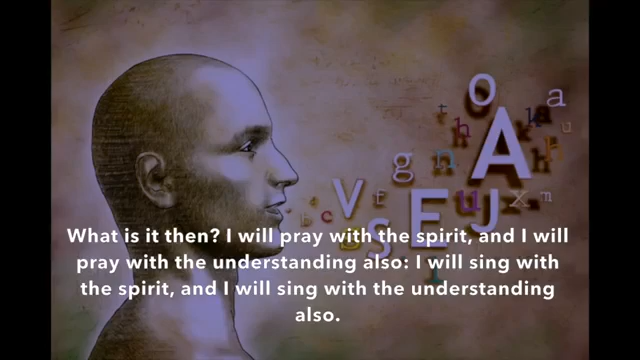 What is it then? I will pray with the spirit, and I will
pray with the understanding also: I will sing with
the spirit, and I will sing with the understanding
also.
o
a
A
t
h
k
a
u
g
n
h
V
f
E
u
J
x
m
c
S